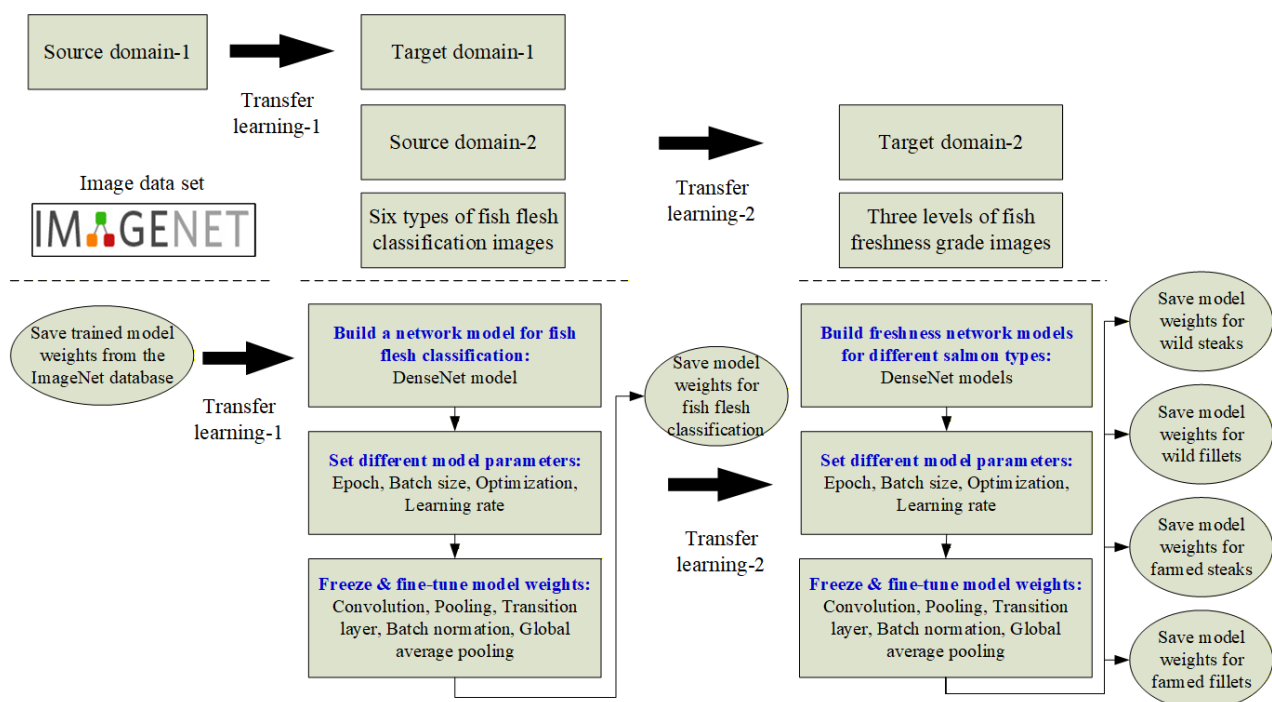 Source domain-1
Transfer
learning-1
Target domain-1
Source domain-2
Transfer
learning-2
Target domain-2
Image data set
IMAGENET
Six types of fish flesh
classification images
Three levels of fish
freshness grade images
Save trained model
weights from the
ImageNet database
Transfer
learning-1
Build a network model for fish
flesh classification:
DenseNet model
Set different model parameters:
Epoch, Batch size, Optimization,
Learning rate
Freeze & fine-tune model weights:
Convolution, Pooling, Transition
layer, Batch normation, Global
average pooling
Save model
weights for
fish flesh
classification
Transfer
learning-2
Build freshness network models
for different salmon types:
DenseNet models
Set different model parameters:
Epoch, Batch size, Optimization,
Learning rate
Freeze & fine-tune model weights:
Convolution, Pooling, Transition
layer, Batch normation, Global
average pooling
Save model
weights for
wild steaks
Save model
weights for
wild fillets
Save model
weights for
farmed steaks
Save model
weights for
farmed fillets